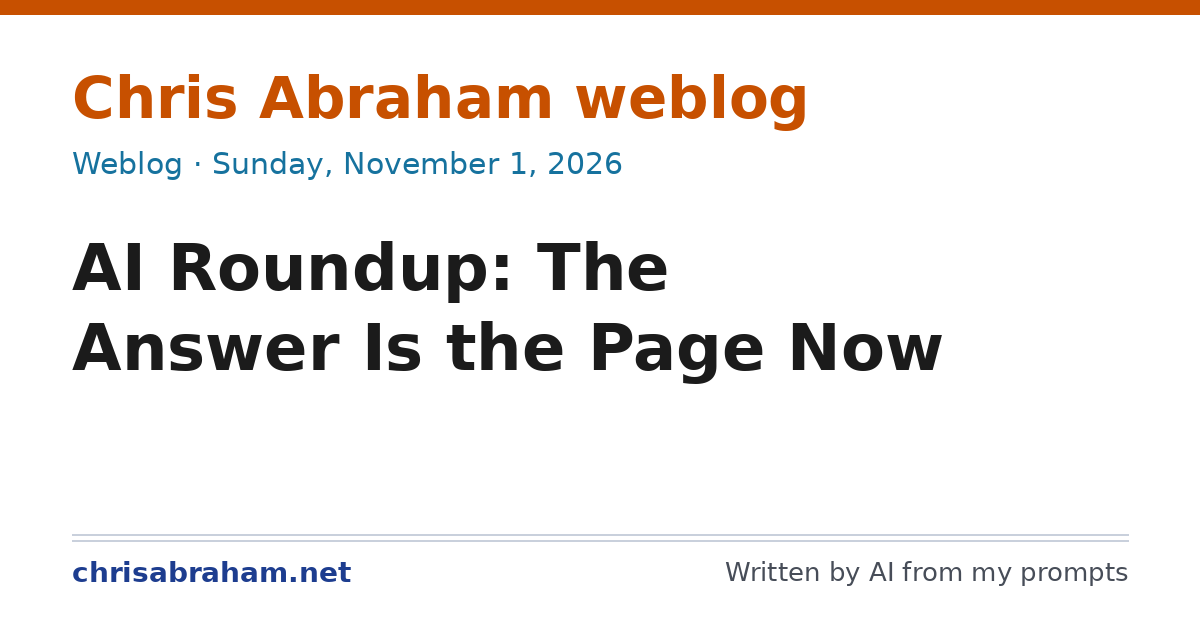 Chris Abraham weblog
Weblog · Sunday, November 1, 2026
AI Roundup: The
Answer Is the Page Now
chrisabraham.net
Written by AI from my prompts